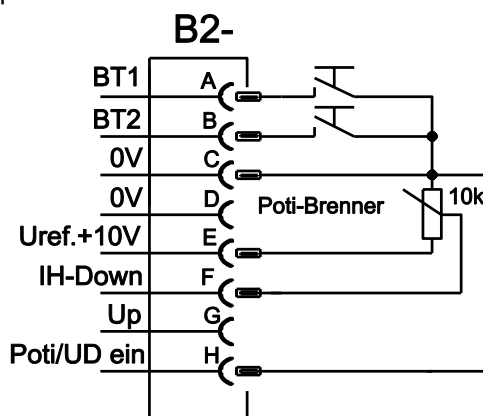 B2-
BT1 A
BT2 B
0V C
0V D Poti-Brenner 10k
Uref.+10V E
IH-Down F
Up G
Poti/UD ein H